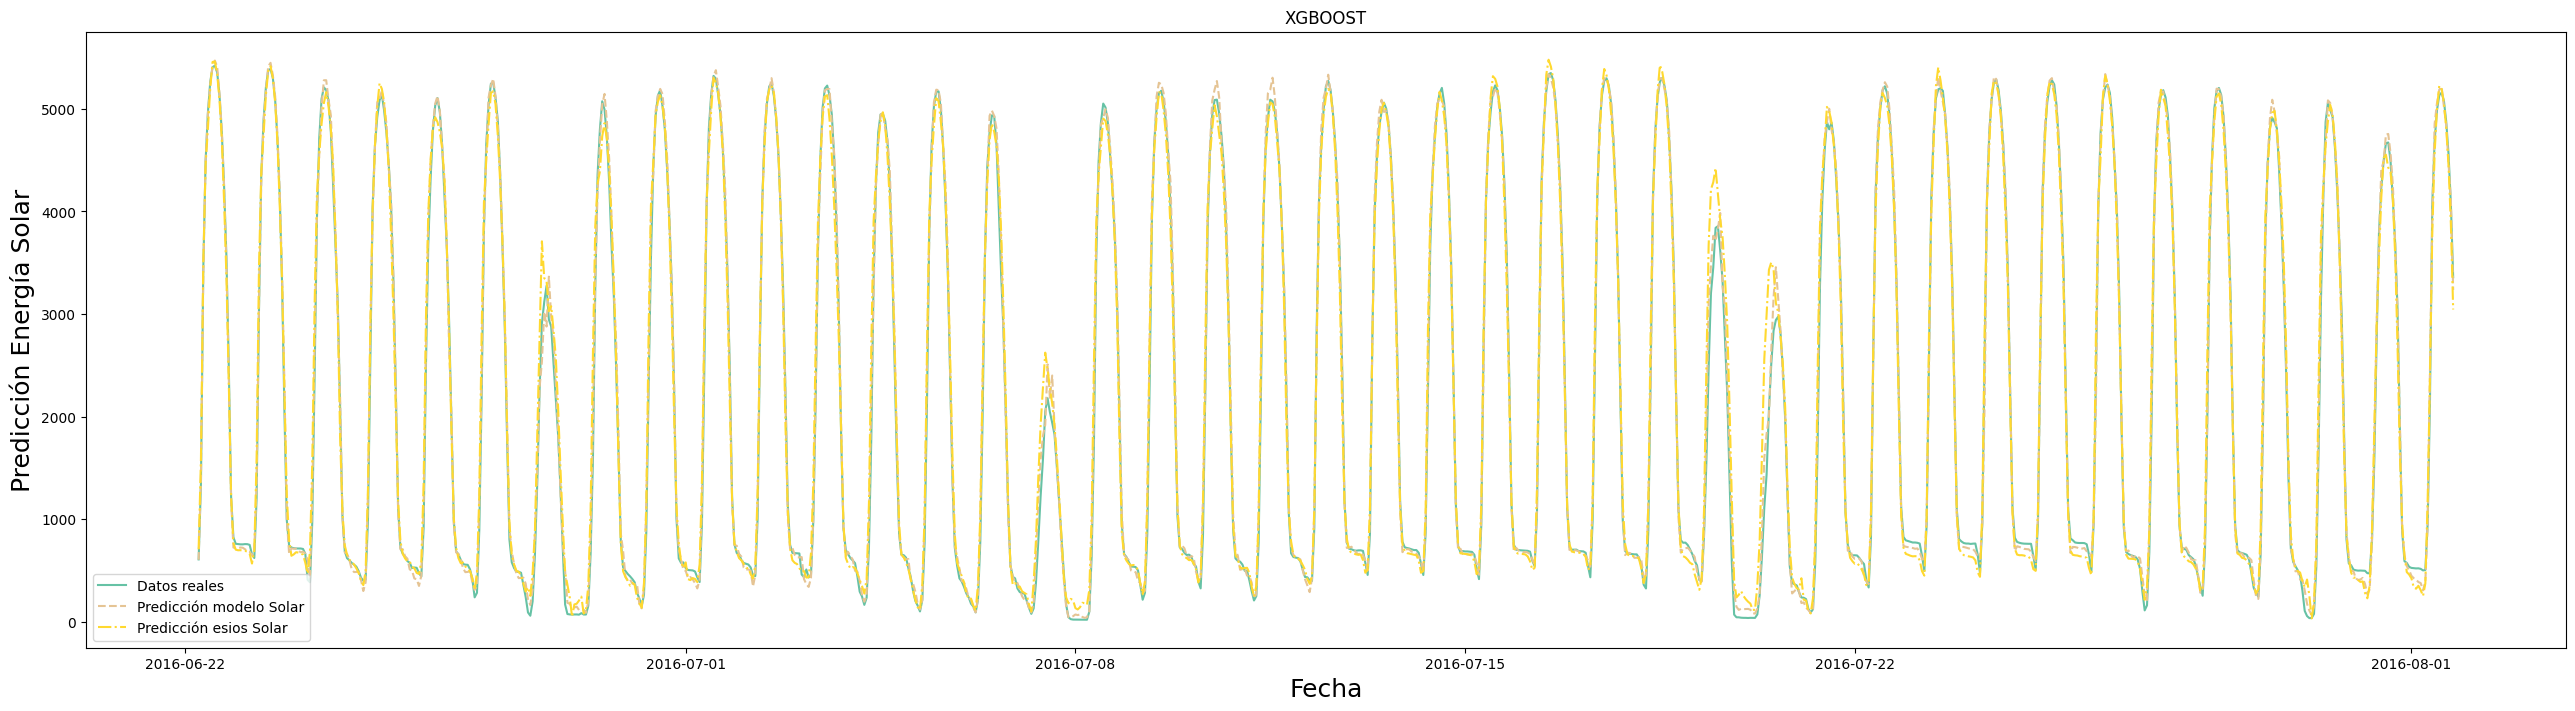 XGBOOST
Predicción Energía Solar
5000
4000
3000
2000
1000
0
Datos reales
Predicción modelo Solar
Predicción esios Solar
2016-06-22
2016-07-01
2016-07-08
2016-07-15
2016-07-22
2016-08-01
Fecha